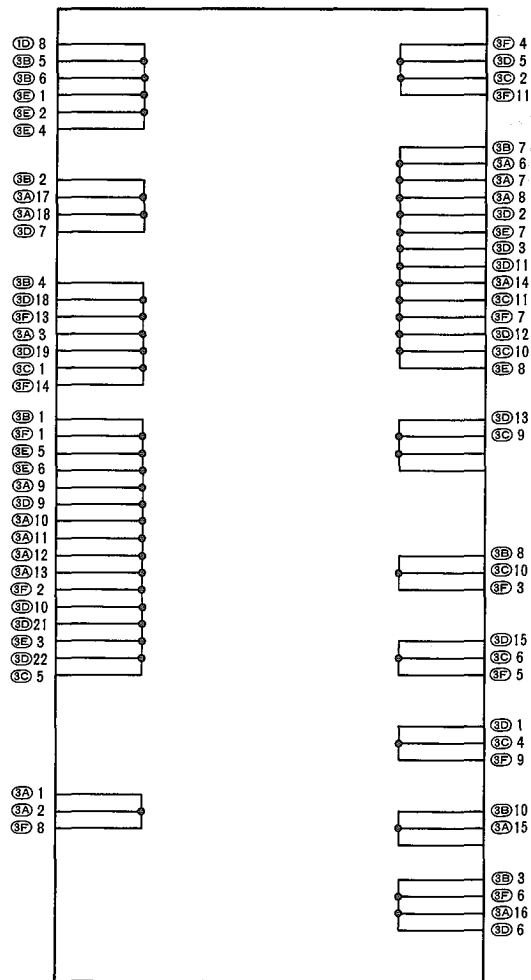 1D 8
3B 5
3B 6
3E 1
3E 2
3E 4
3B 2
3A 17
3A 18
3D 7
3B 4
3D 18
3F 13
3A 3
3D 19
3C 1
3F 14
3B 1
3F 1
3E 5
3E 6
3A 9
3D 9
3A 10
3A 11
3A 12
3A 13
3F 2
3D 10
3D 21
3E 3
3D 22
3C 5
3A 1
3A 2
3F 8
3F 4
3D 5
3C 2
3F 11
3B 7
3A 6
3A 7
3A 8
3D 2
3E 7
3D 3
3D 11
3A 14
3C 11
3F 7
3D 12
3C 10
3E 8
3D 13
3C 9
3B 8
3C 10
3F 3
3D 15
3C 6
3F 5
3D 1
3C 4
3F 9
3B 10
3A 15
3B 3
3F 6
3A 16
3D 6